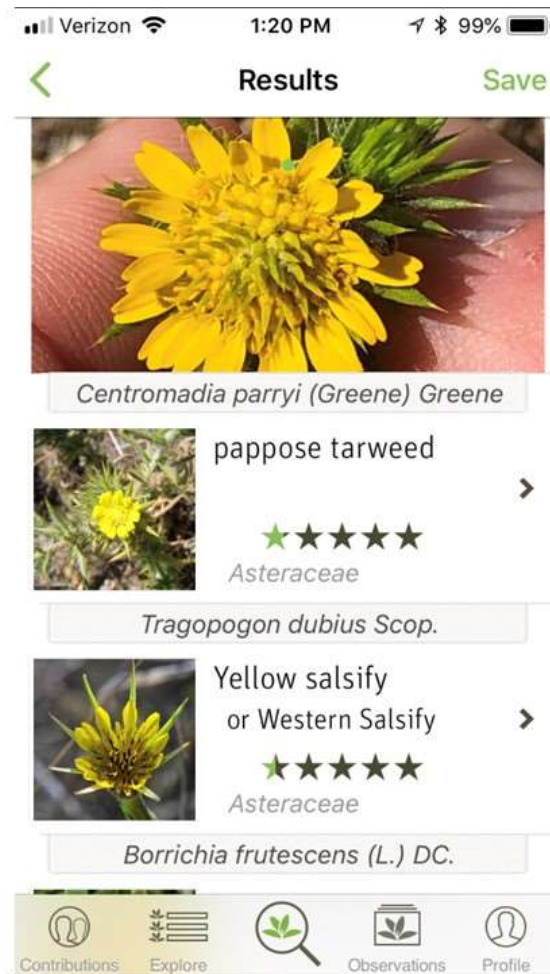 Verizon 1:20 PM 99%
Results Save
Centromadia parryi (Greene) Greene
pappose tarweed
Asteraceae
Tragopogon dubius Scop.
Yellow salsify
or Western Salsify
Asteraceae
Borrichia frutescens (L.) DC.
Contributions Explore Observations Profile